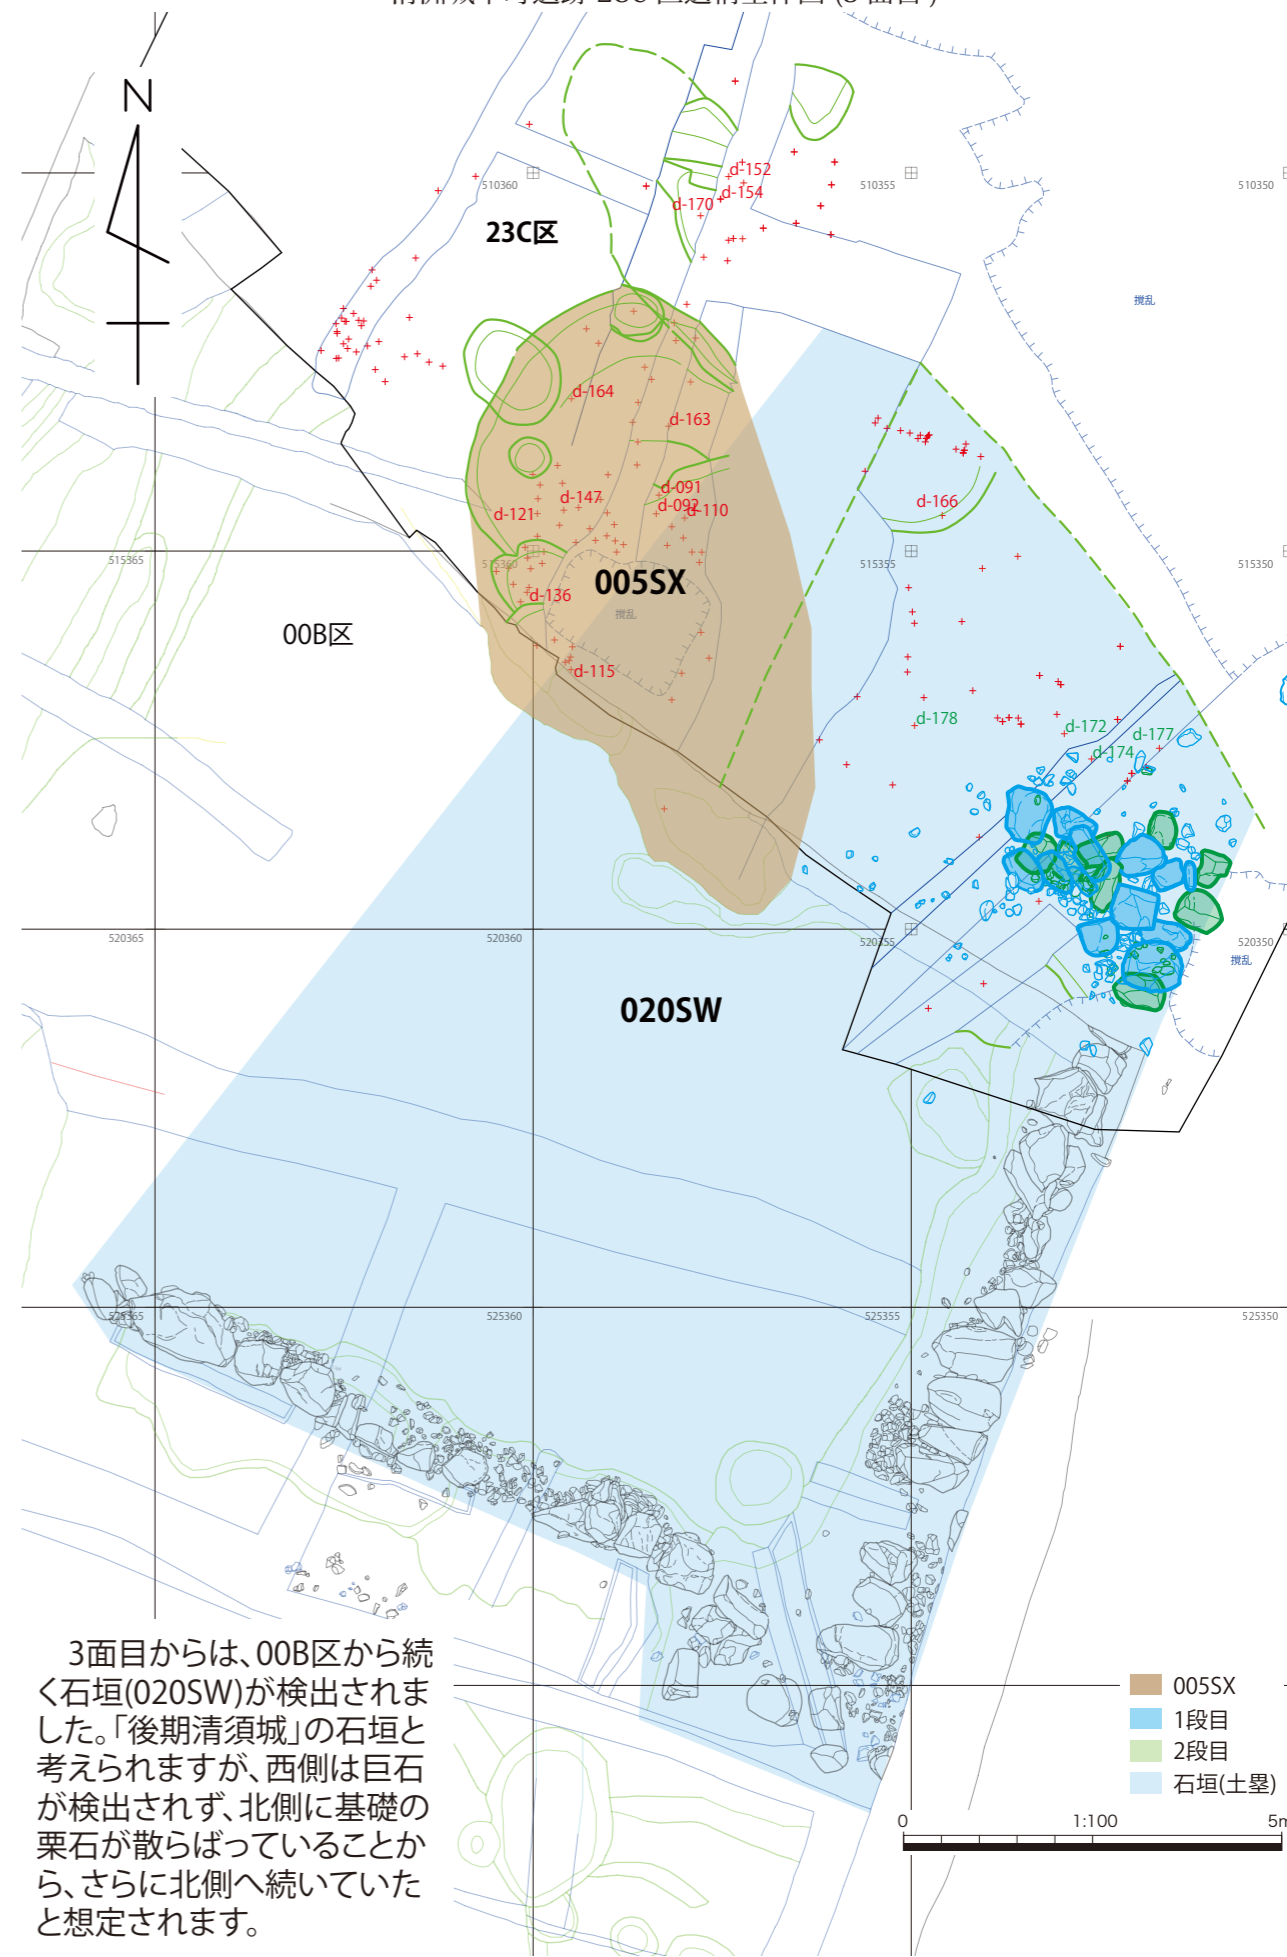 N
d-152
d-154
d-170
510360
510355
510350
23C区
撹乱
d-164
d-163
d-091
d-092
d-110
d-147
d-121
d-166
515365
515360
515355
515350
005SX
d-136
撹乱
00B区
d-115
d-178
d-172
d-177
d-174
520365
520360
520355
520350
撹乱
020SW
525365
525360
525355
525350
3面目からは、00B区から続
く石垣(020SW)が検出されま
した。「後期清須城」の石垣と
考えられますが、西側は巨石
が検出されず、北側に基礎の
栗石が散らばっていることか
ら、さらに北側へ続いていた
と想定されます。
005SX
1段目
2段目
石垣(土塁)
0 1:100 5m